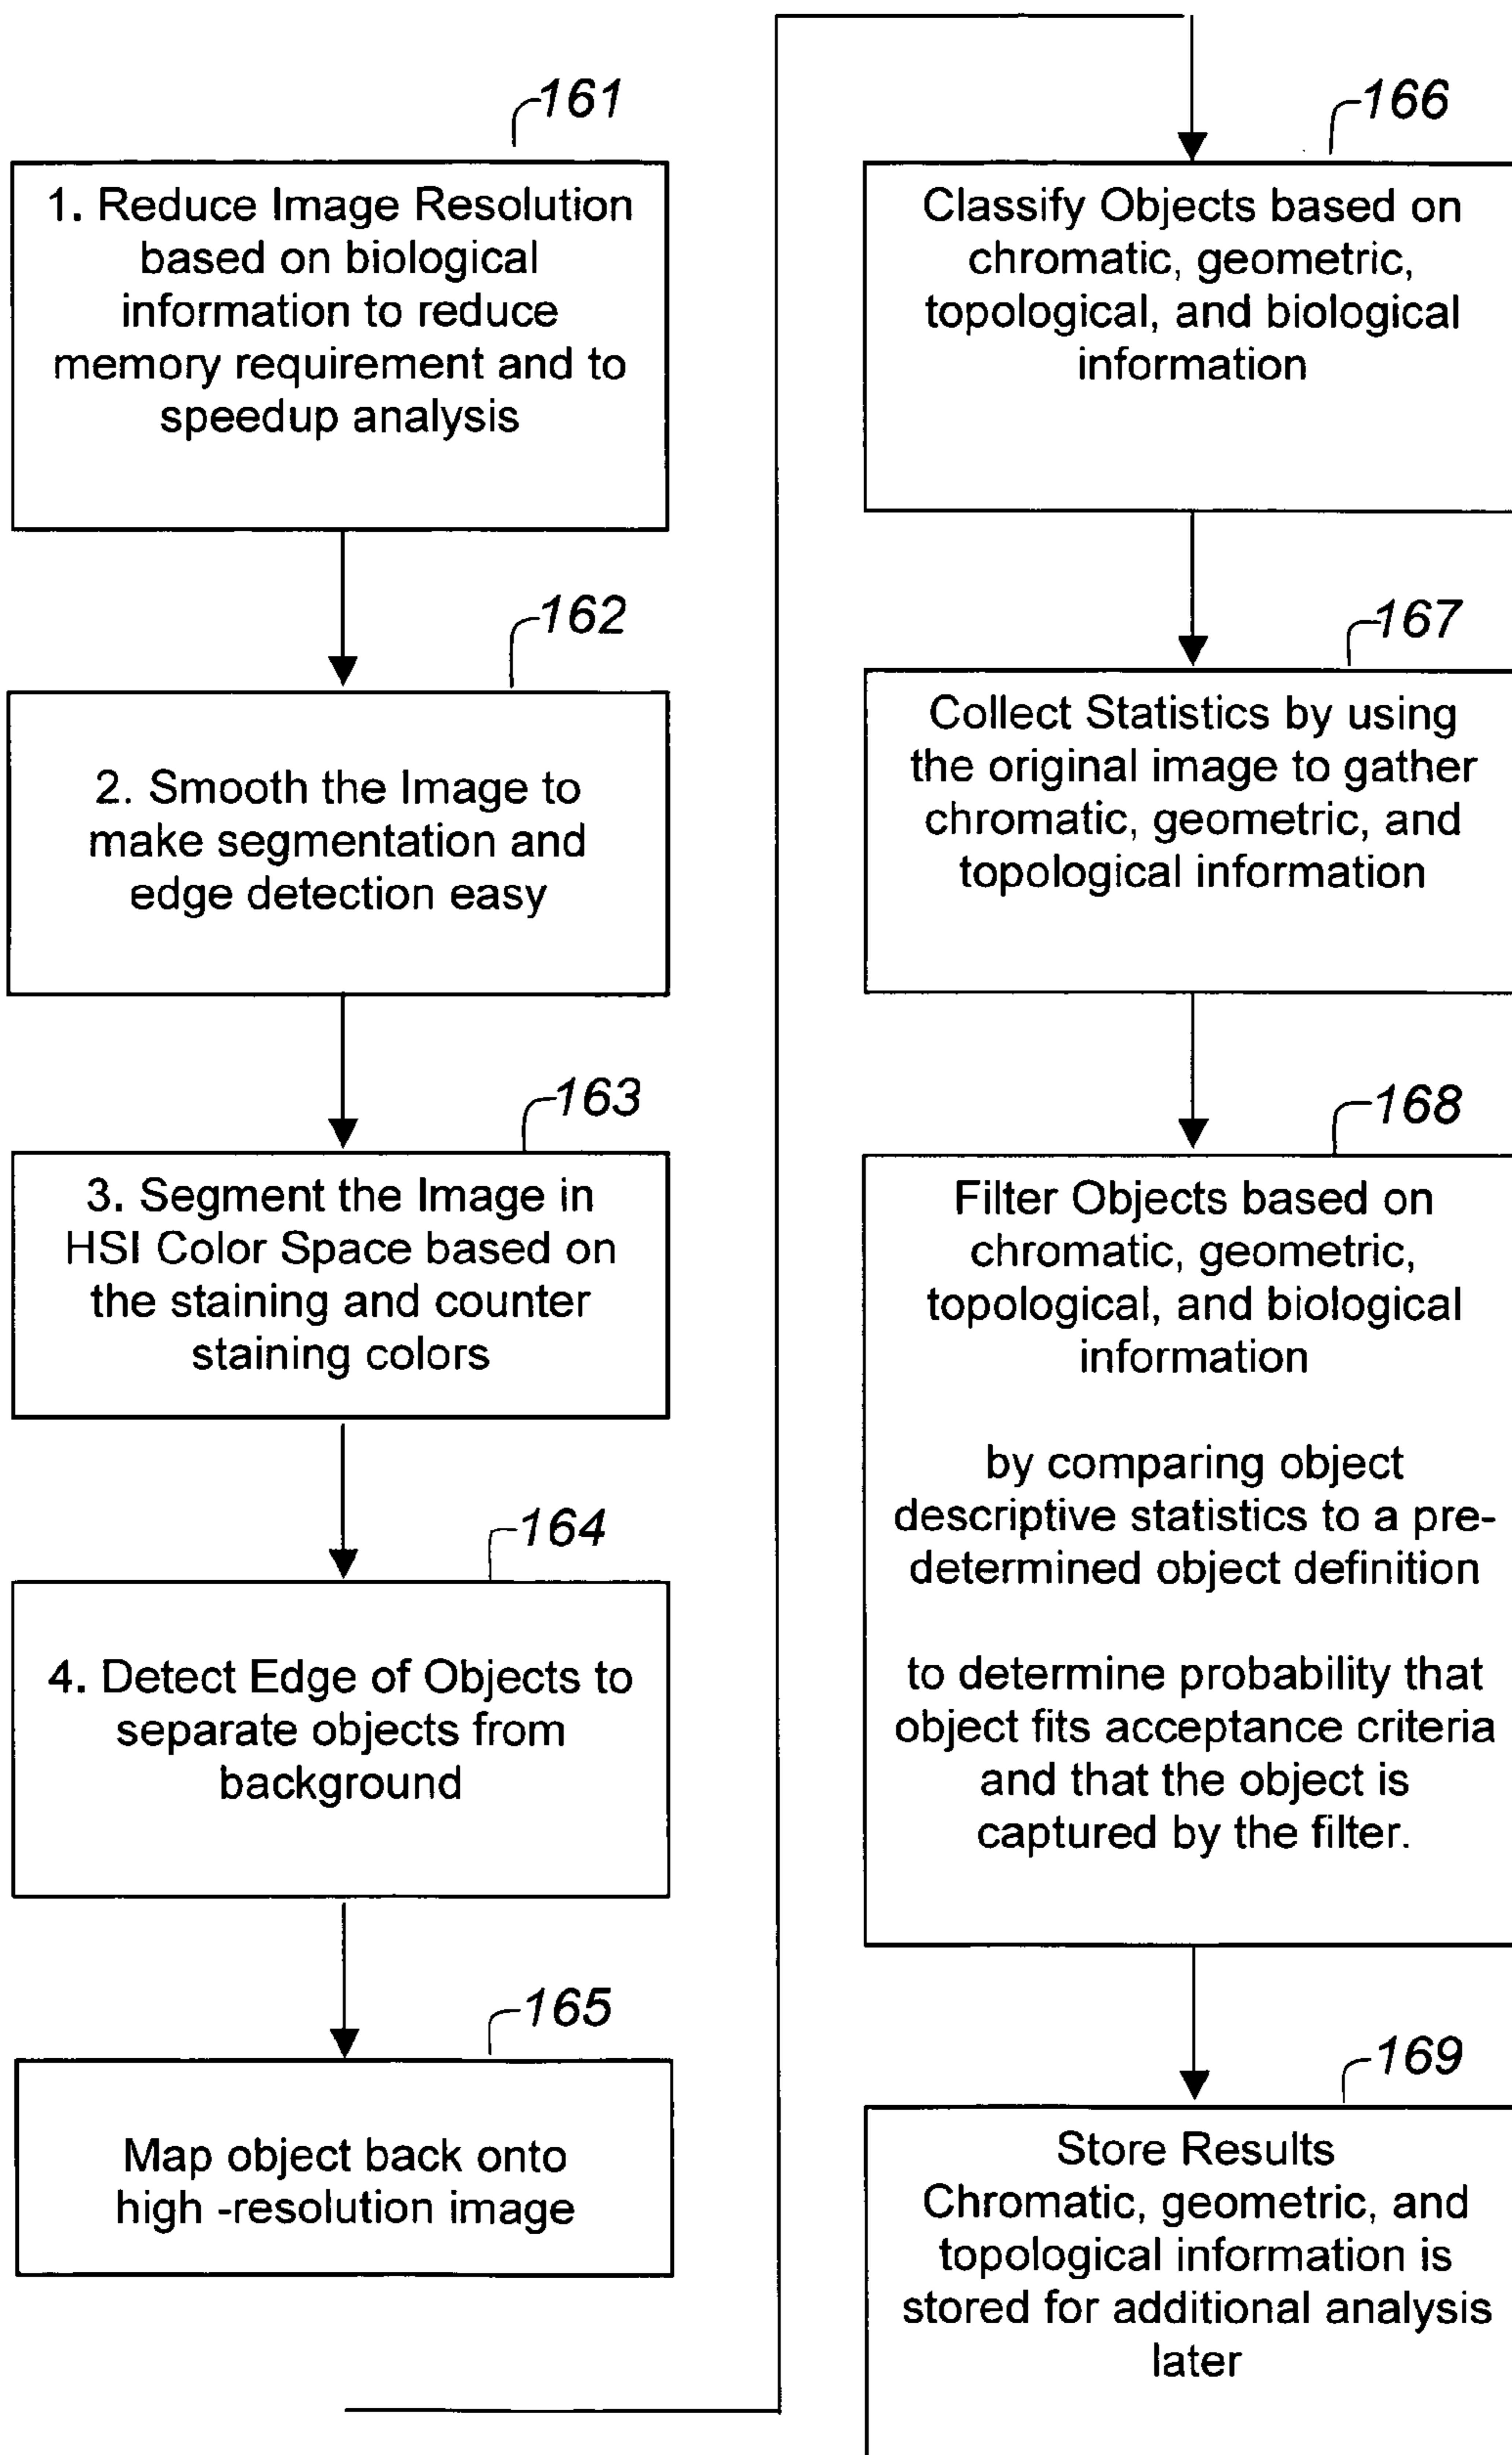 161
1. Reduce Image Resolution
based on biological
information to reduce
memory requirement and to
speedup analysis
162
2. Smooth the Image to
make segmentation and
edge detection easy
163
3. Segment the Image in
HSI Color Space based on
the staining and counter
staining colors
164
4. Detect Edge of Objects to
separate objects from
background
165
Map object back onto
high -resolution image
166
Classify Objects based on
chromatic, geometric,
topological, and biological
information
167
Collect Statistics by using
the original image to gather
chromatic, geometric, and
topological information
168
Filter Objects based on
chromatic, geometric,
topological, and biological
information
by comparing object
descriptive statistics to a pre-
determined object definition
to determine probability that
object fits acceptance criteria
and that the object is
captured by the filter.
169
Store Results
Chromatic, geometric, and
topological information is
stored for additional analysis
later